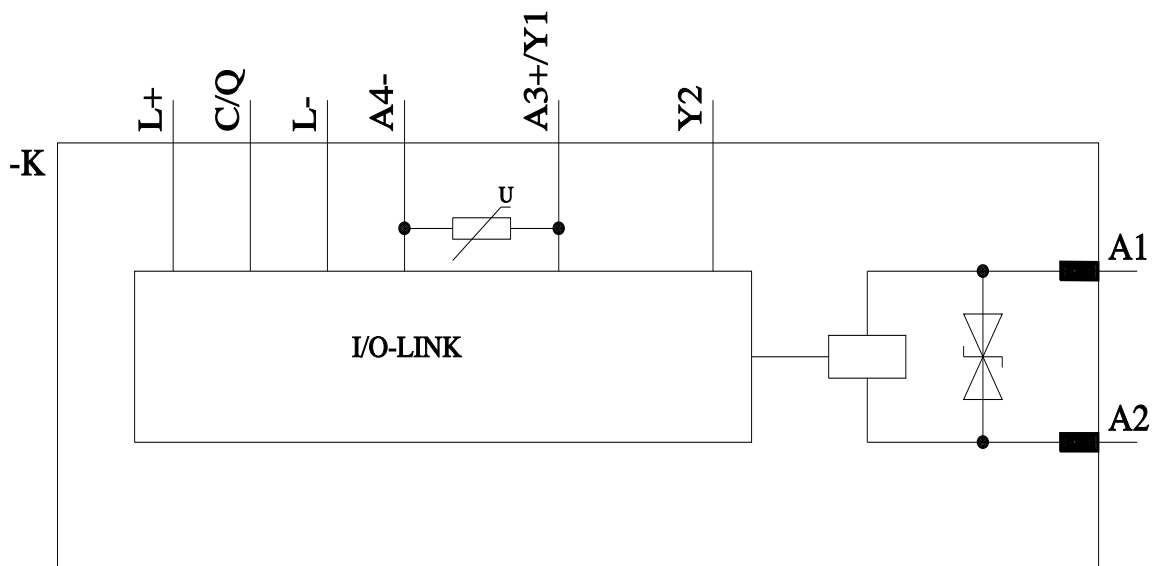 L+
C/Q
L-
A4-
A3+/Y1
Y2
-K
U
A1
I/O-LINK
A2